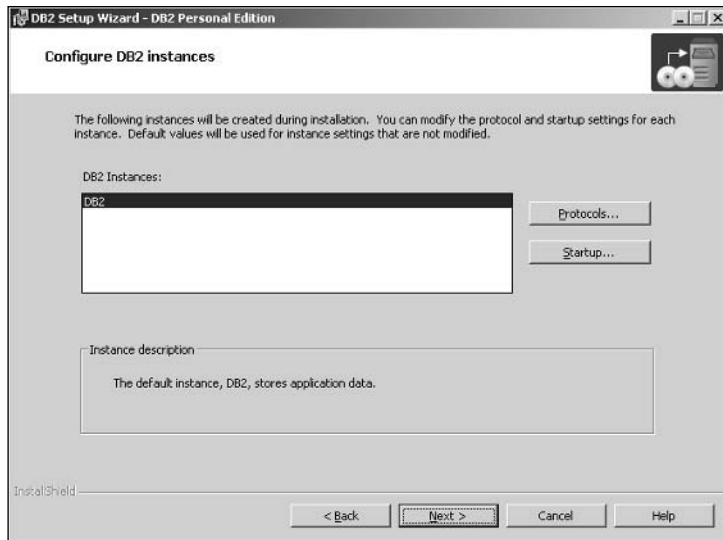 DB2 Setup Wizard - DB2 Personal Edition
Configure DB2 instances
The following instances will be created during installation. You can modify the protocol and startup settings for each
instance. Default values will be used for instance settings that are not modified.
DB2 Instances:
DB2
Protocols...
Startup...
Instance description
The default instance, DB2, stores application data.
InstallShield
< Back
Next >
Cancel
Help